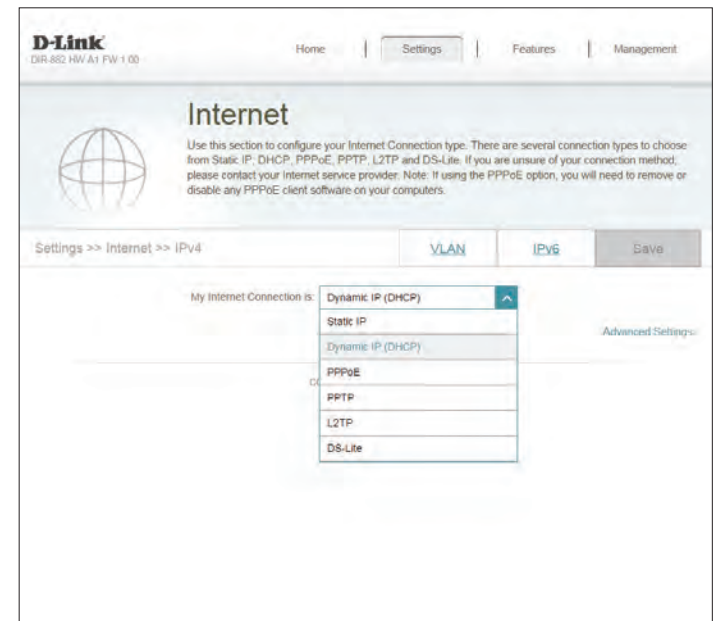 D-Link
DIR-882 HW A1 FW 1.00
Home | Settings | Features | Management
Internet
Use this section to configure your Internet Connection type. There are several connection types to choose
from Static IP, DHCP, PPPoE, PPTP, L2TP and DS-Lite. If you are unsure of your connection method,
please contact your Internet service provider. Note: If using the PPPoE option, you will need to remove or
disable any PPPoE client software on your computers.
Settings >> Internet >> IPv4
VLAN
IPv6
Save
My Internet Connection is:
Dynamic IP (DHCP)
Static IP
Advanced Settings
Dynamic IP (DHCP)
PPPoE
PPTP
L2TP
DS-Lite